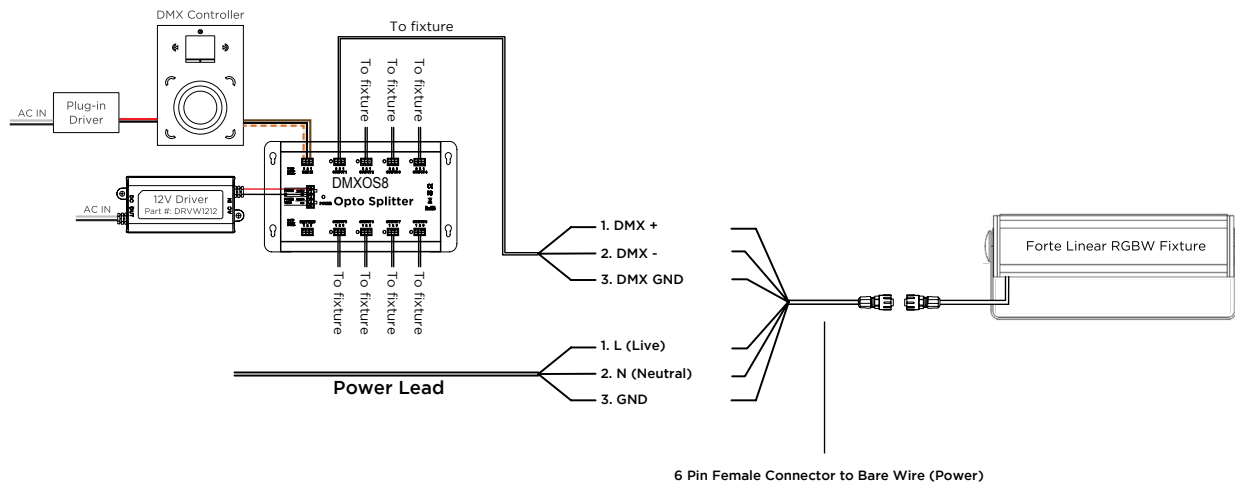 DMX Controller
To fixture
Plug-in
Driver
AC IN
To fixture
To fixture
To fixture
DMXOS8
Opto Splitter
12V Driver
Part #: DRVW1212
AC IN
POWER
To fixture
To fixture
To fixture
To fixture
1. DMX +
2. DMX -
3. DMX GND
Forte Linear RGBW Fixture
1. L (Live)
2. N (Neutral)
3. GND
Power Lead
6 Pin Female Connector to Bare Wire (Power)